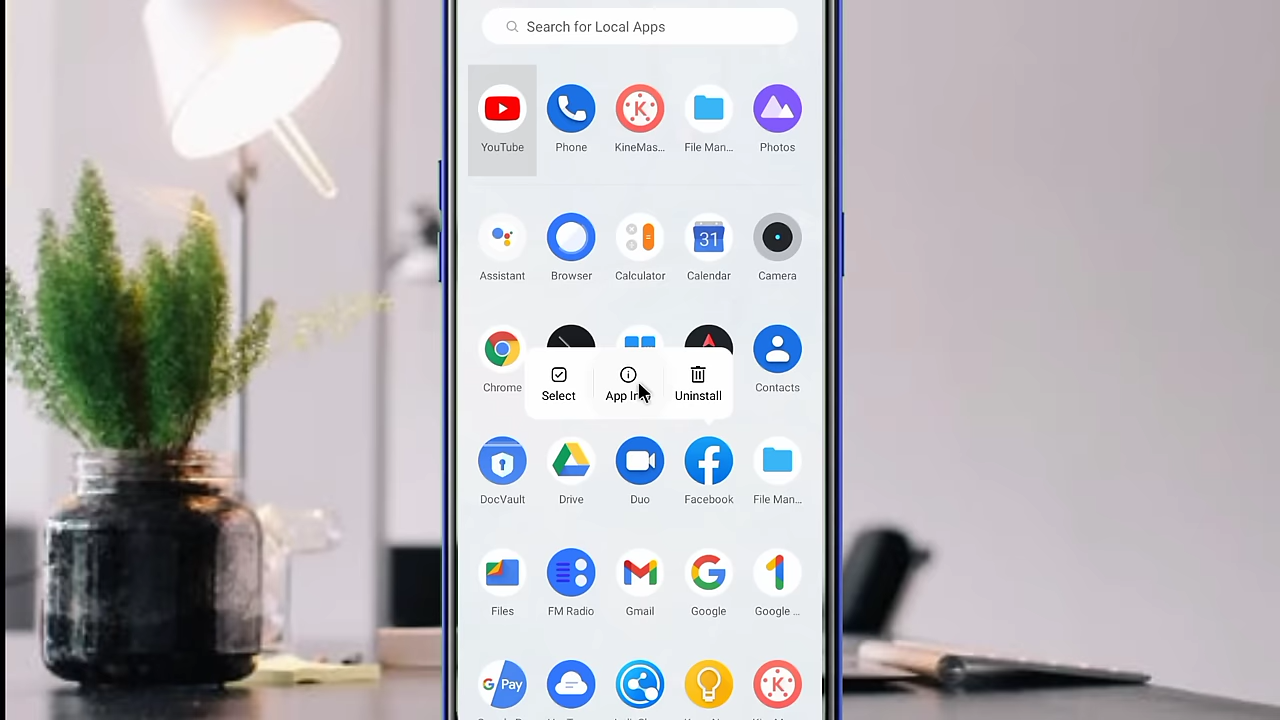 Search for Local Apps
YouTube Phone KineMas... File Man... Photos
Assistant Browser Calculator Calendar Camera
31
Chrome Contacts
Select Uninstall
DocVault Drive Duo Facebook File Man...
Files FM Radio Gmail Google Google ...
G Pay